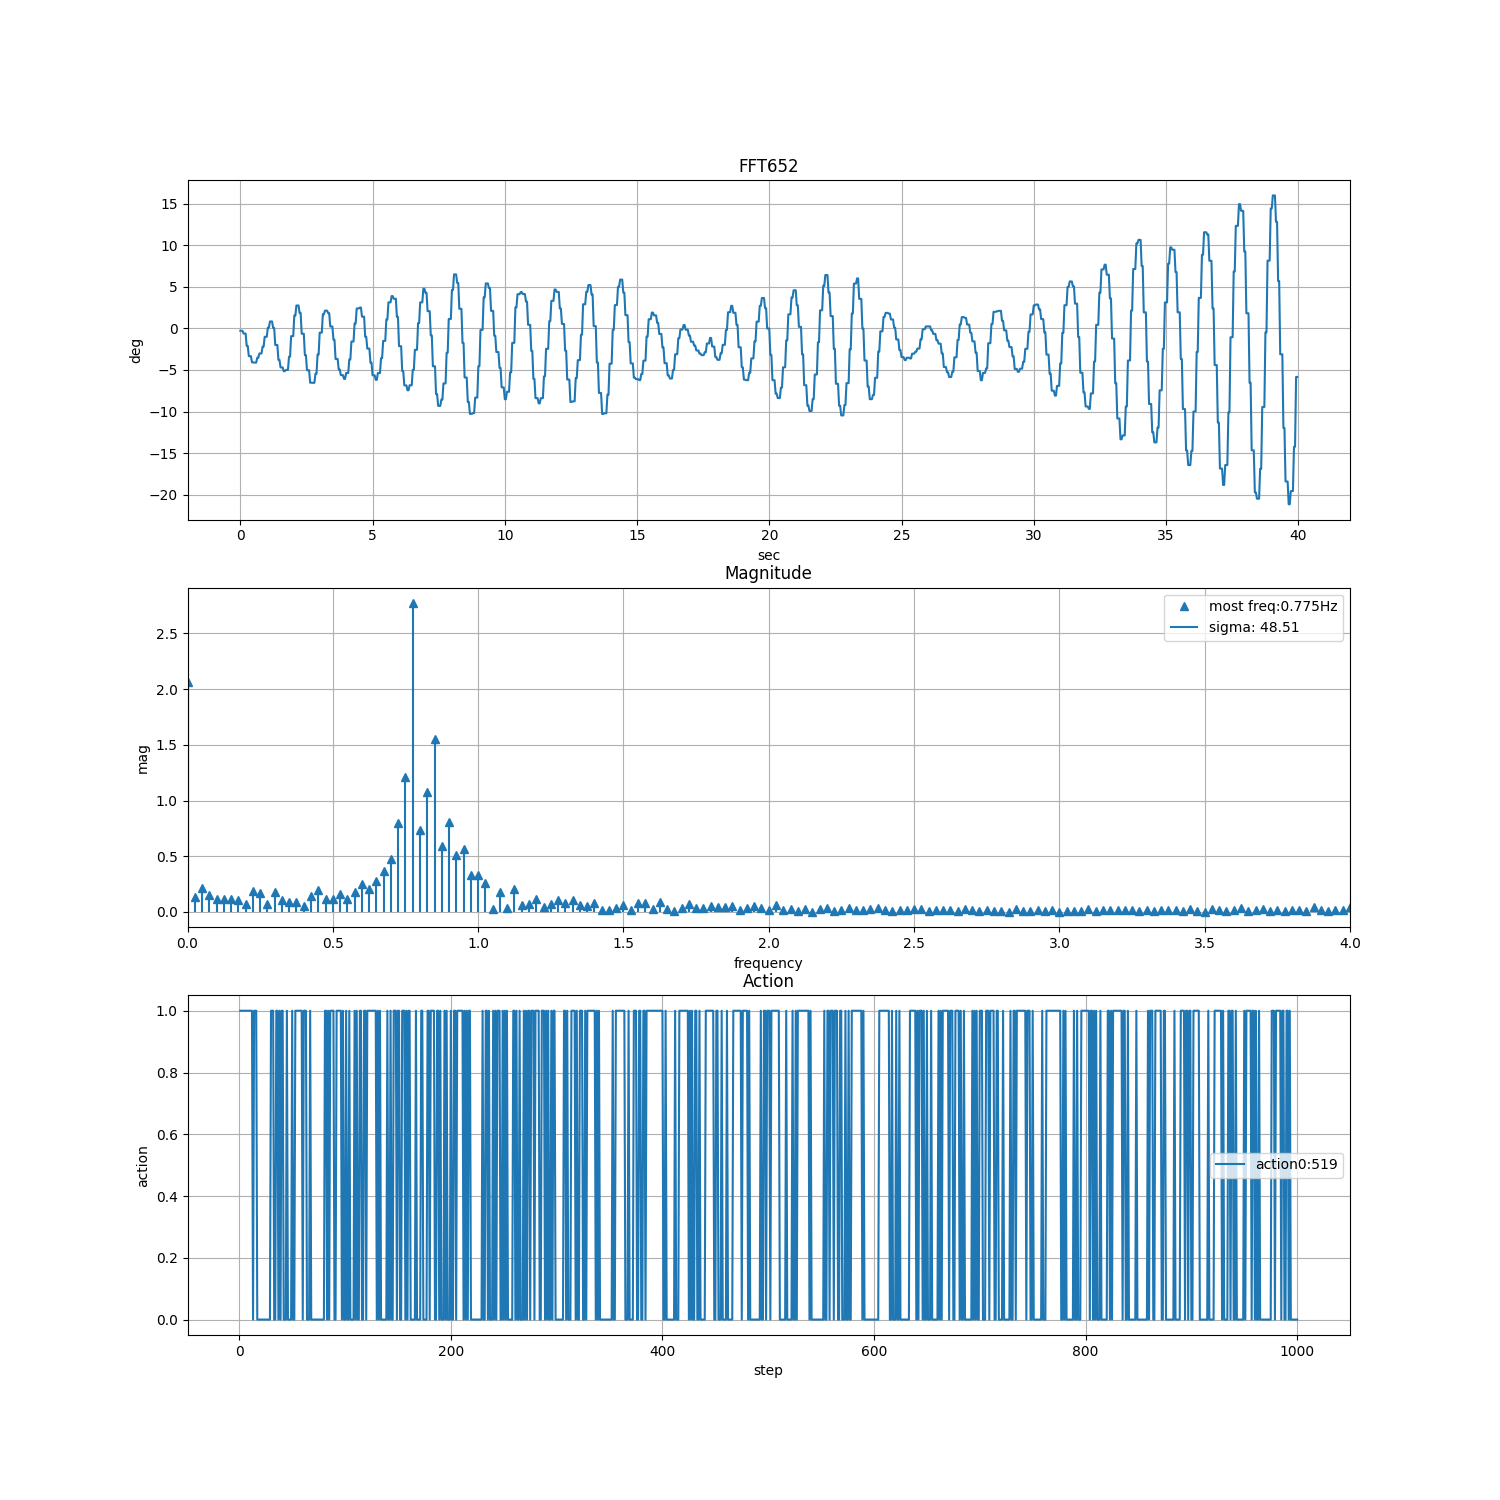 FFT652
15
10
5
0
−5
−10
−15
−20
deg
0 5 10 15 20 25 30 35 40
sec
Magnitude
most freq:0.775Hz
sigma: 48.51
2.5
2.0
1.5
1.0
0.5
0.0
mag
0.0 0.5 1.0 1.5 2.0 2.5 3.0 3.5 4.0
frequency
Action
1.0
0.8
0.6
0.4
0.2
0.0
action
action0:519
0 200 400 600 800 1000
step